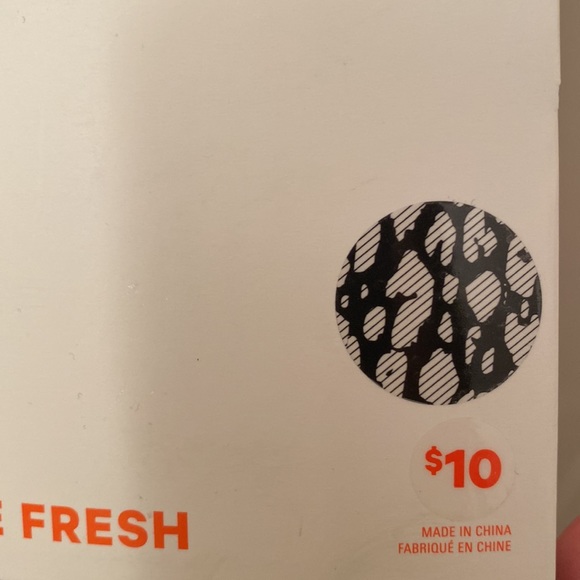 $10
FRESH
MADE IN CHINA
FABRIQUÉ EN CHINE